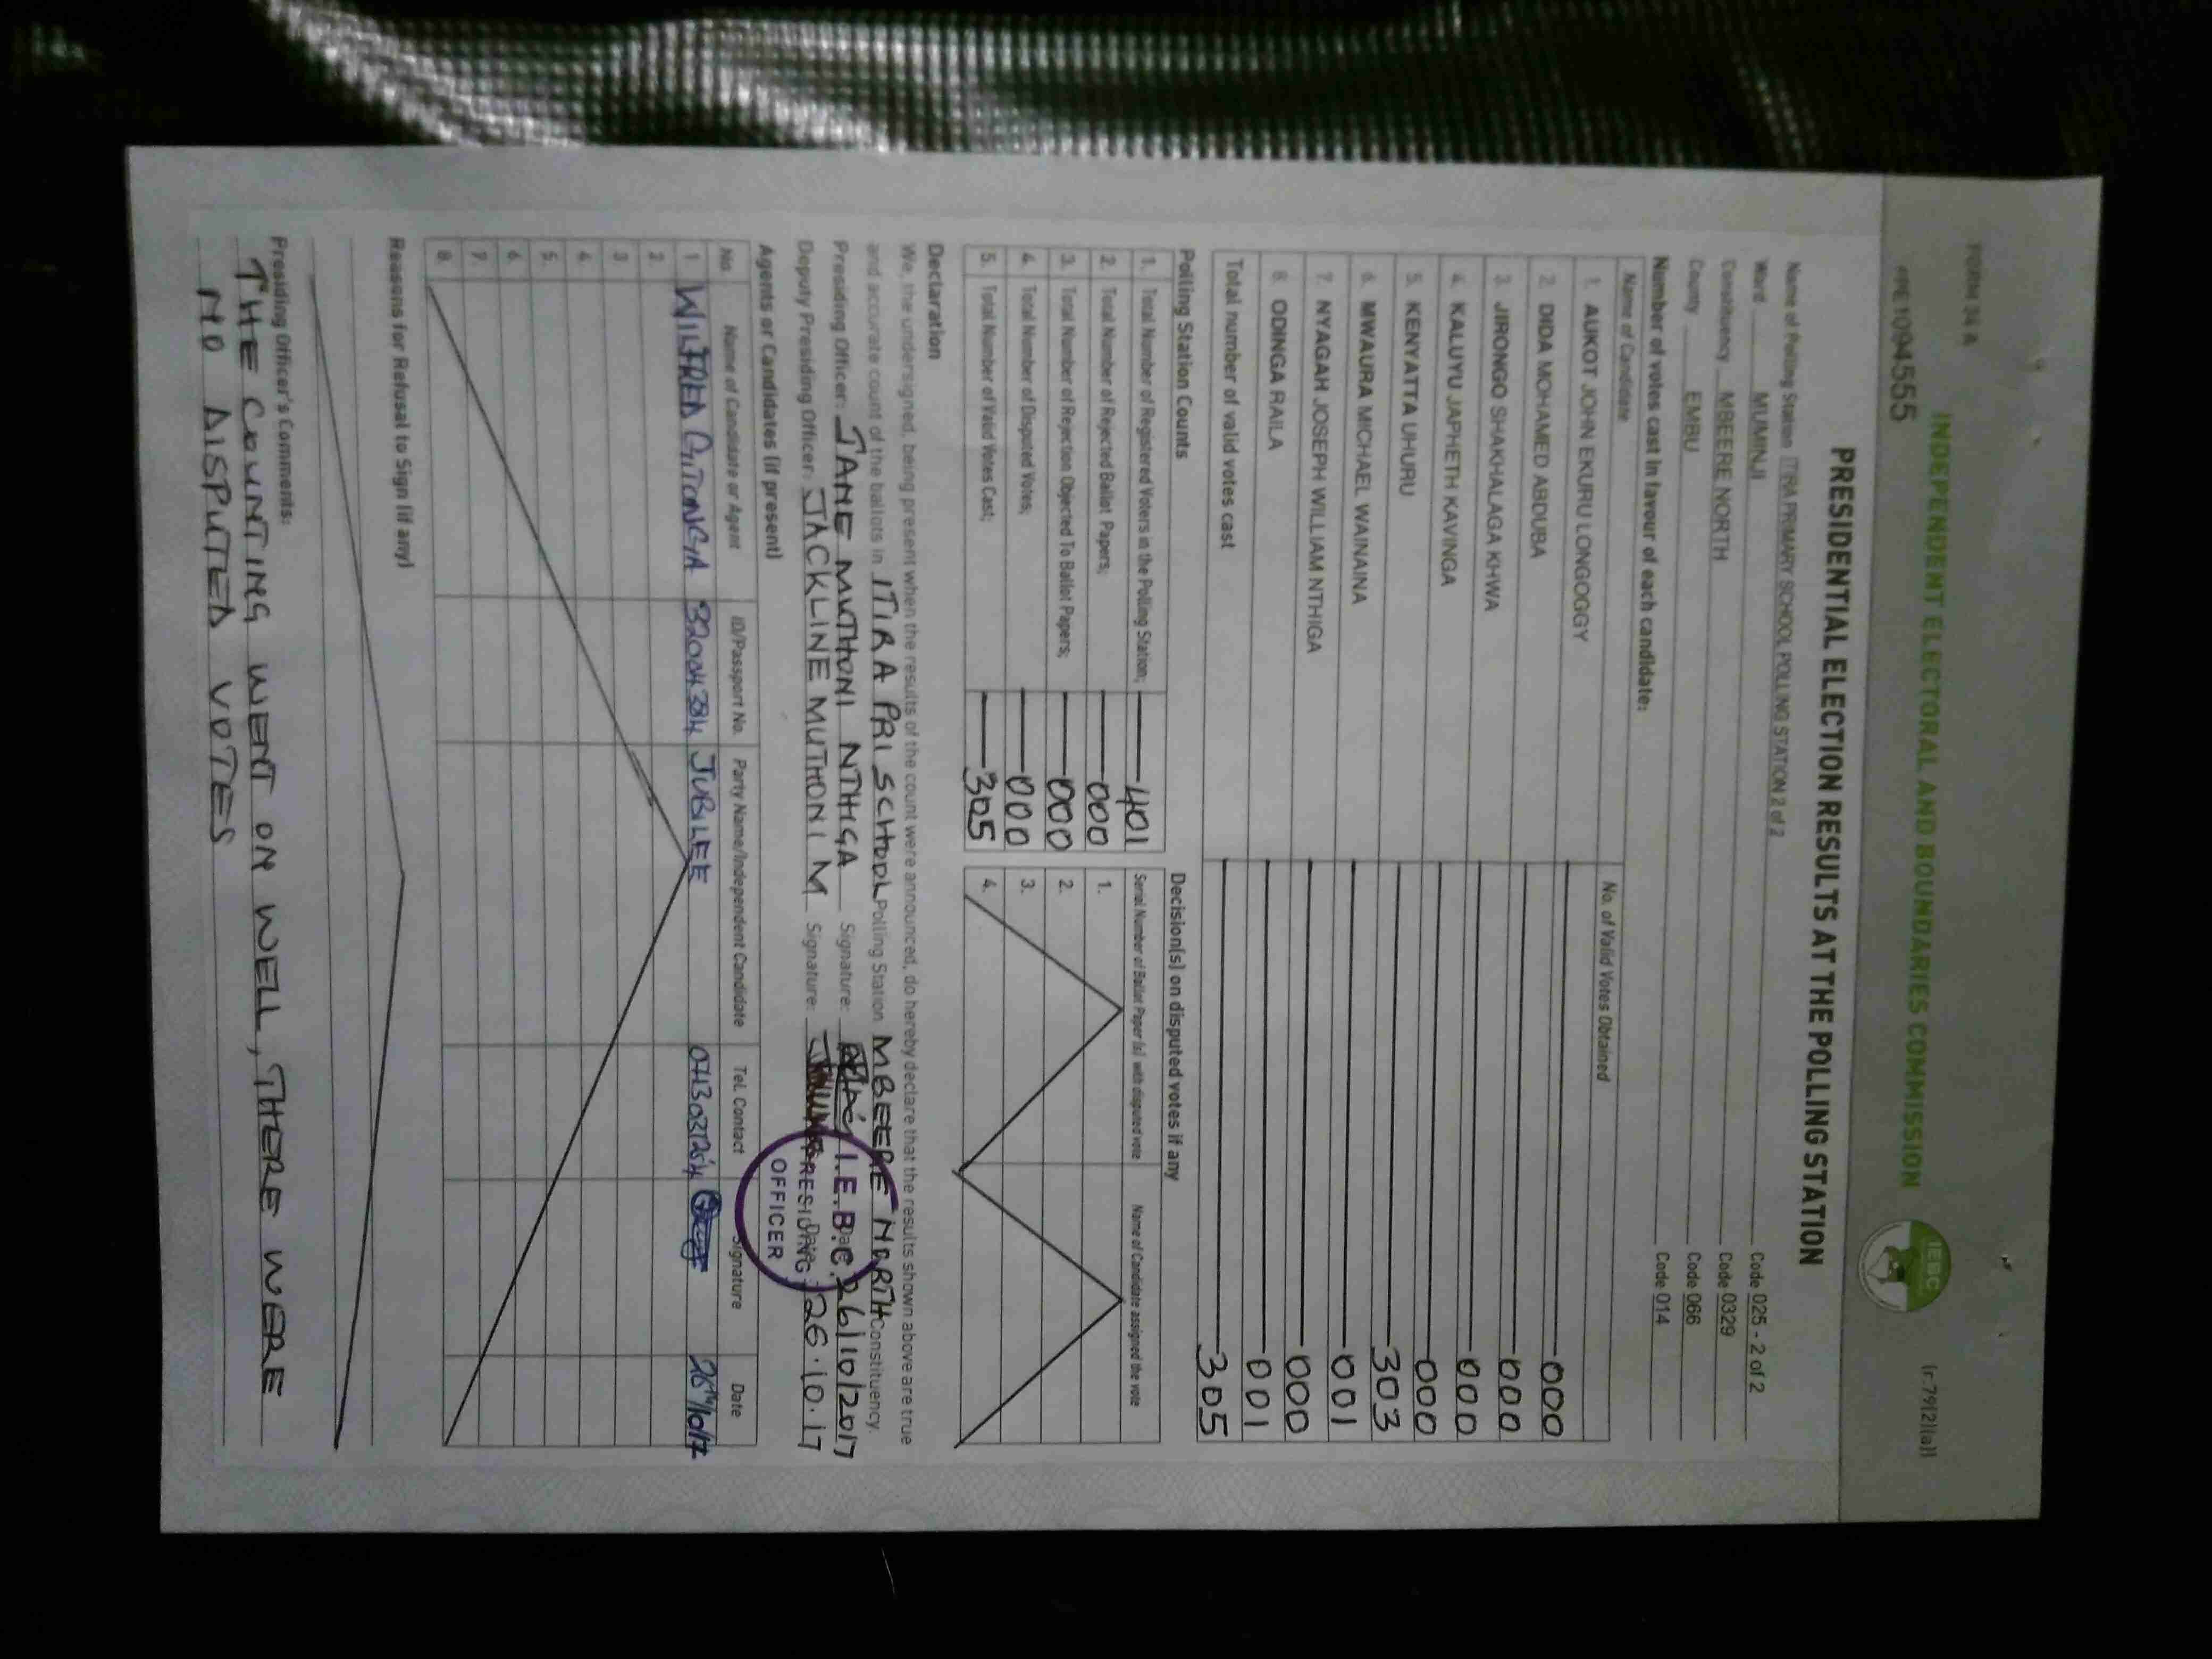 FORM 34 A
(r.79(2)(a))
INDEPENDENT ELECTORAL AND BOUNDARIES COMMISSION
IEBC
PRESIDENTIAL ELECTION RESULTS AT THE POLLING STATION
Name of Polling Station ITIRA PRIMARY SCHOOL POLLING STATION 2 of 2 Code 025 - 2 of 2
Ward MUMINJI Code 0329
Constituency MBEERE NORTH Code 066
County EMBU Code 014
Number of votes cast in favour of each candidate:
Name of Candidate No. of Valid Votes Obtained
1. AUKOT JOHN EKURU LONGOGGY 000
2. DIDA MOHAMED ABDUBA 000
3. JIRONGO SHAKHALAGA KHWA 000
4. KALUYU JAPHETH KAVINGA 000
5. KENYATTA UHURU 303
6. MWAURA MICHAEL WAINAINA 001
7. NYAGAH JOSEPH WILLIAM NTHIGA 000
8. ODINGA RAILA 001
Total number of valid votes cast 305
Polling Station Counts
1. Total Number of Registered Voters in the Polling Station; 401
2. Total Number of Rejected Ballot Papers; 000
3. Total Number of Rejection Objected To Ballot Papers; 000
4. Total Number of Disputed Votes; 000
5. Total Number of Valid Votes Cast; 305
Decision(s) on disputed votes if any
Serial Number of Ballot Paper (s) with disputed vote Name of Candidate assigned the vote
1.
2.
3.
4.
Declaration
We, the undersigned, being present when the results of the count were announced, do hereby declare that the results shown above are true
and accurate count of the ballots in ITIRA PRI SCHOOL Polling Station MBEERE NORTH Constituency.
Presiding Officer: JANE MUTHONI NTHIGA Signature: Date: 26/10/2017
Deputy Presiding Officer: JACKLINE MUTHONI M Signature: Date: 26.10.17
I.E.B.C.
PRESIDING
OFFICER
Agents or Candidates (if present)
No. Name of Candidate or Agent ID/Passport No. Party Name/Independent Candidate Tel. Contact Signature Date
1 WILFRED GITONGA JUBILEE 26th/10/17
2.
3
4.
5.
6.
7.
8.
Reasons for Refusal to Sign (if any)
Presiding Officer's Comments:
THE COUNTING WENT ON WELL, THERE WERE
NO DISPUTED VOTES